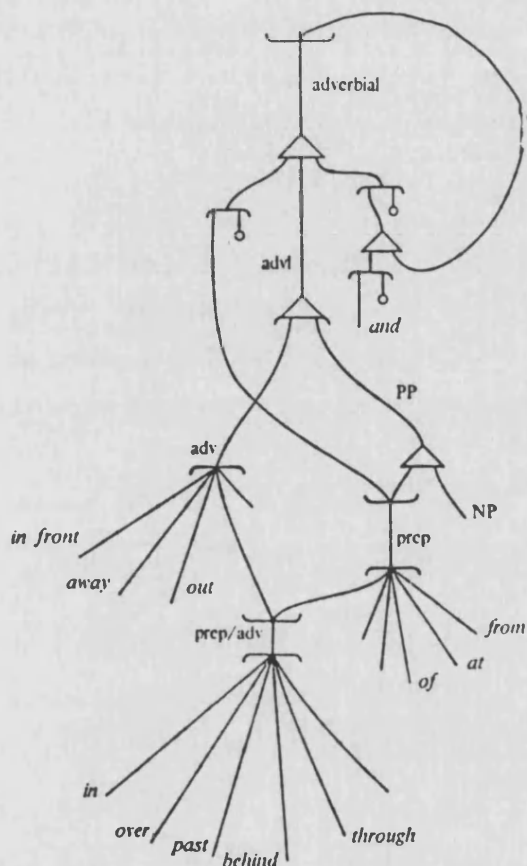 adverbial
advl
and
PP
adv
NP
in front
prep
away
out
from
prep/adv
at
of
in
over
past
through
behind